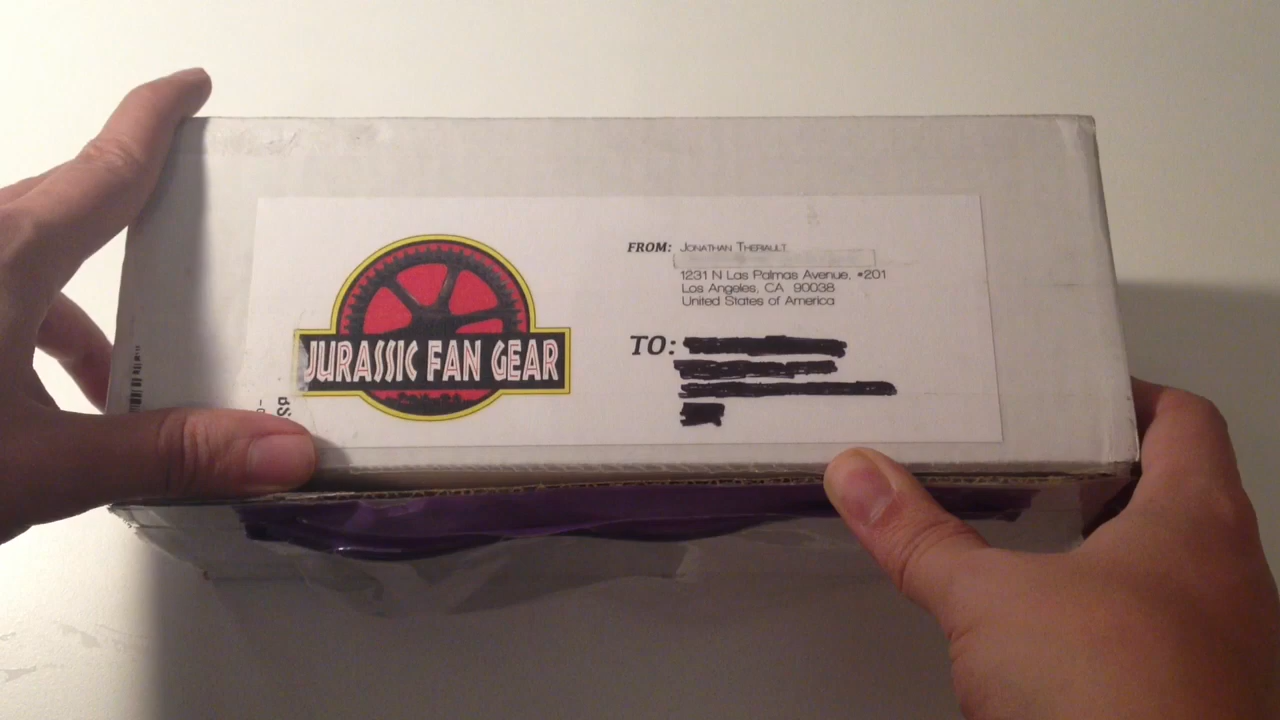 JURASSIC FAN GEAR
FROM: JONATHAN THERIAULT
1231 N Las Palmas Avenue, #201
Los Angeles, CA 90038
United States of America
TO: